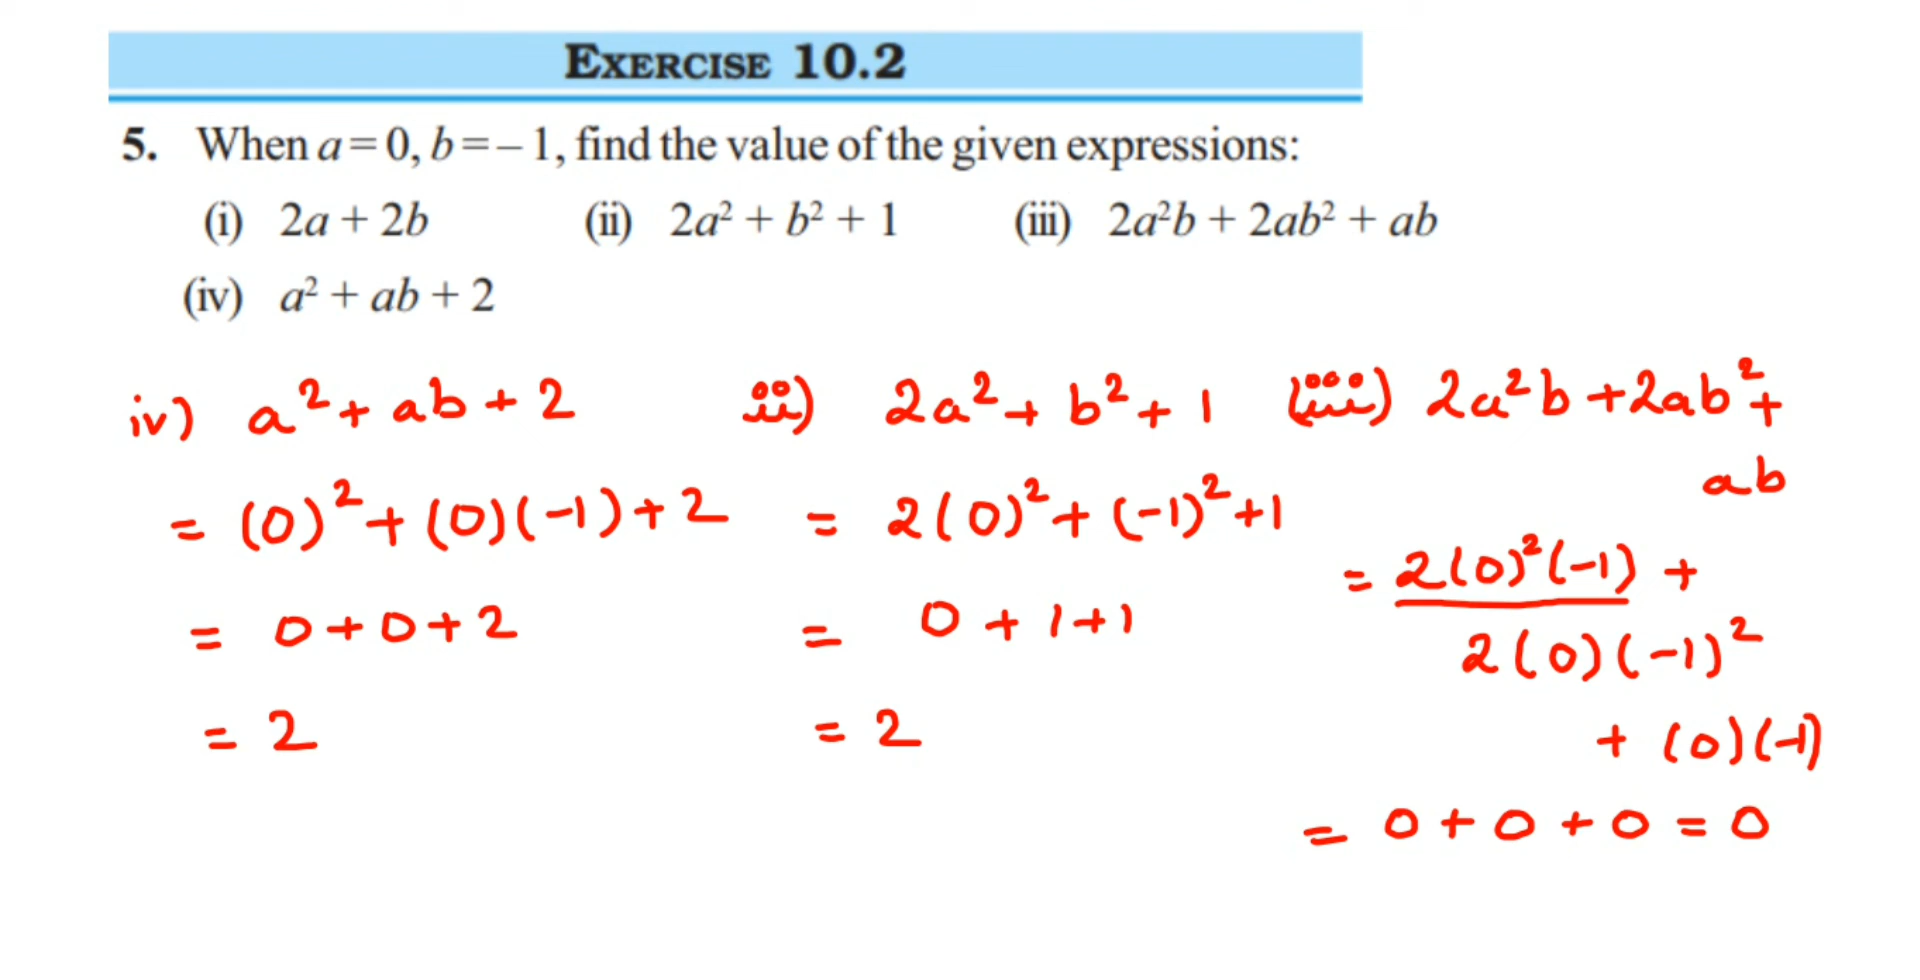 EXERCISE 10.2
5. When a = 0, b = – 1, find the value of the given expressions:
(i) 2a + 2b (ii) 2a² + b² + 1 (iii) 2a²b + 2ab² + ab
(iv) a² + ab + 2
iv) a² + ab + 2
= (0)² + (0)(-1) + 2
= 0 + 0 + 2
= 2
ii) 2a² + b² + 1
= 2(0)² + (-1)² + 1
= 0 + 1 + 1
= 2
(iii) 2a²b + 2ab² +
ab
= 2(0)²(-1) +
2(0)(-1)²
+ (0)(-1)
= 0 + 0 + 0 = 0